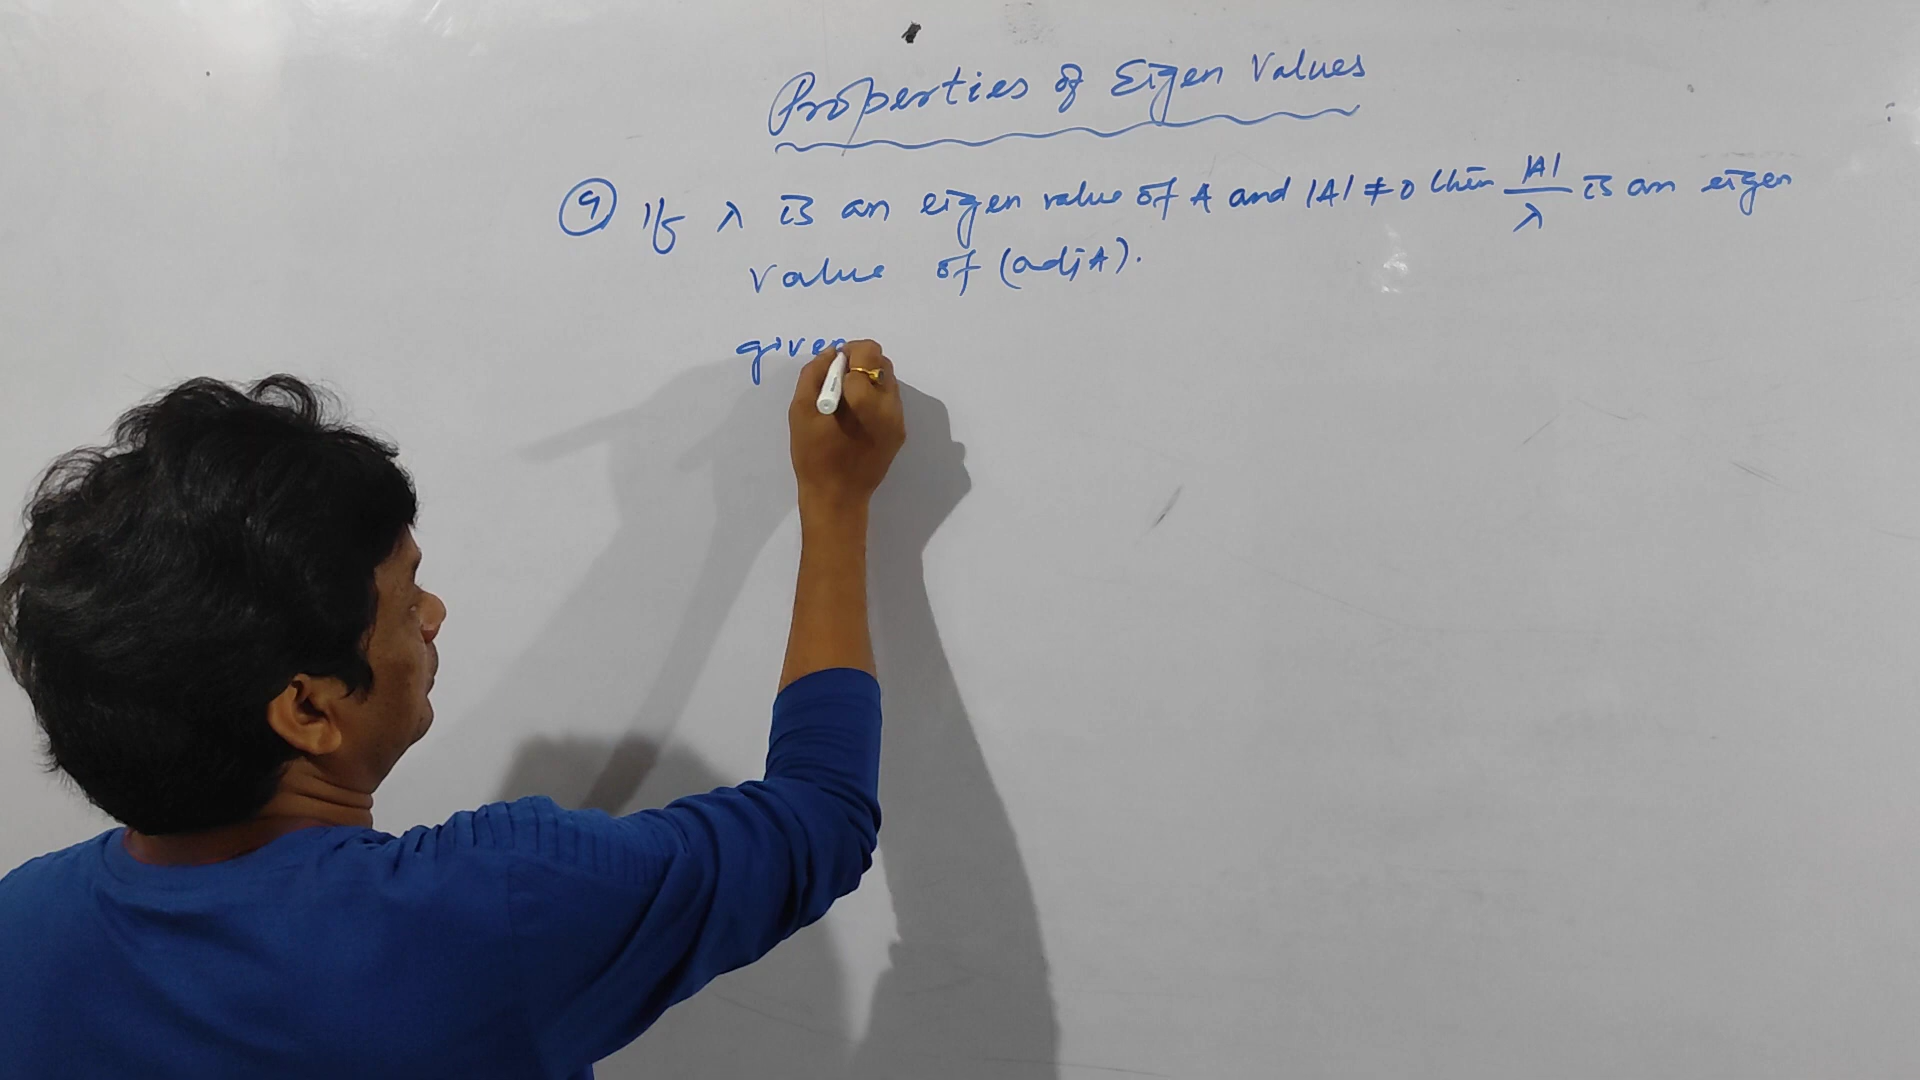 Properties of Eigen Values
⑨ If λ is an eigen value of A and |A| ≠ 0 then |A|/λ is an eigen
value of (adj A).
given